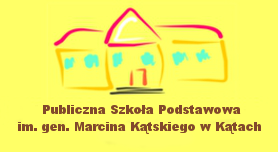 Publiczna Szkoła Podstawowa
im. gen. Marcina Kątskiego w Kątach